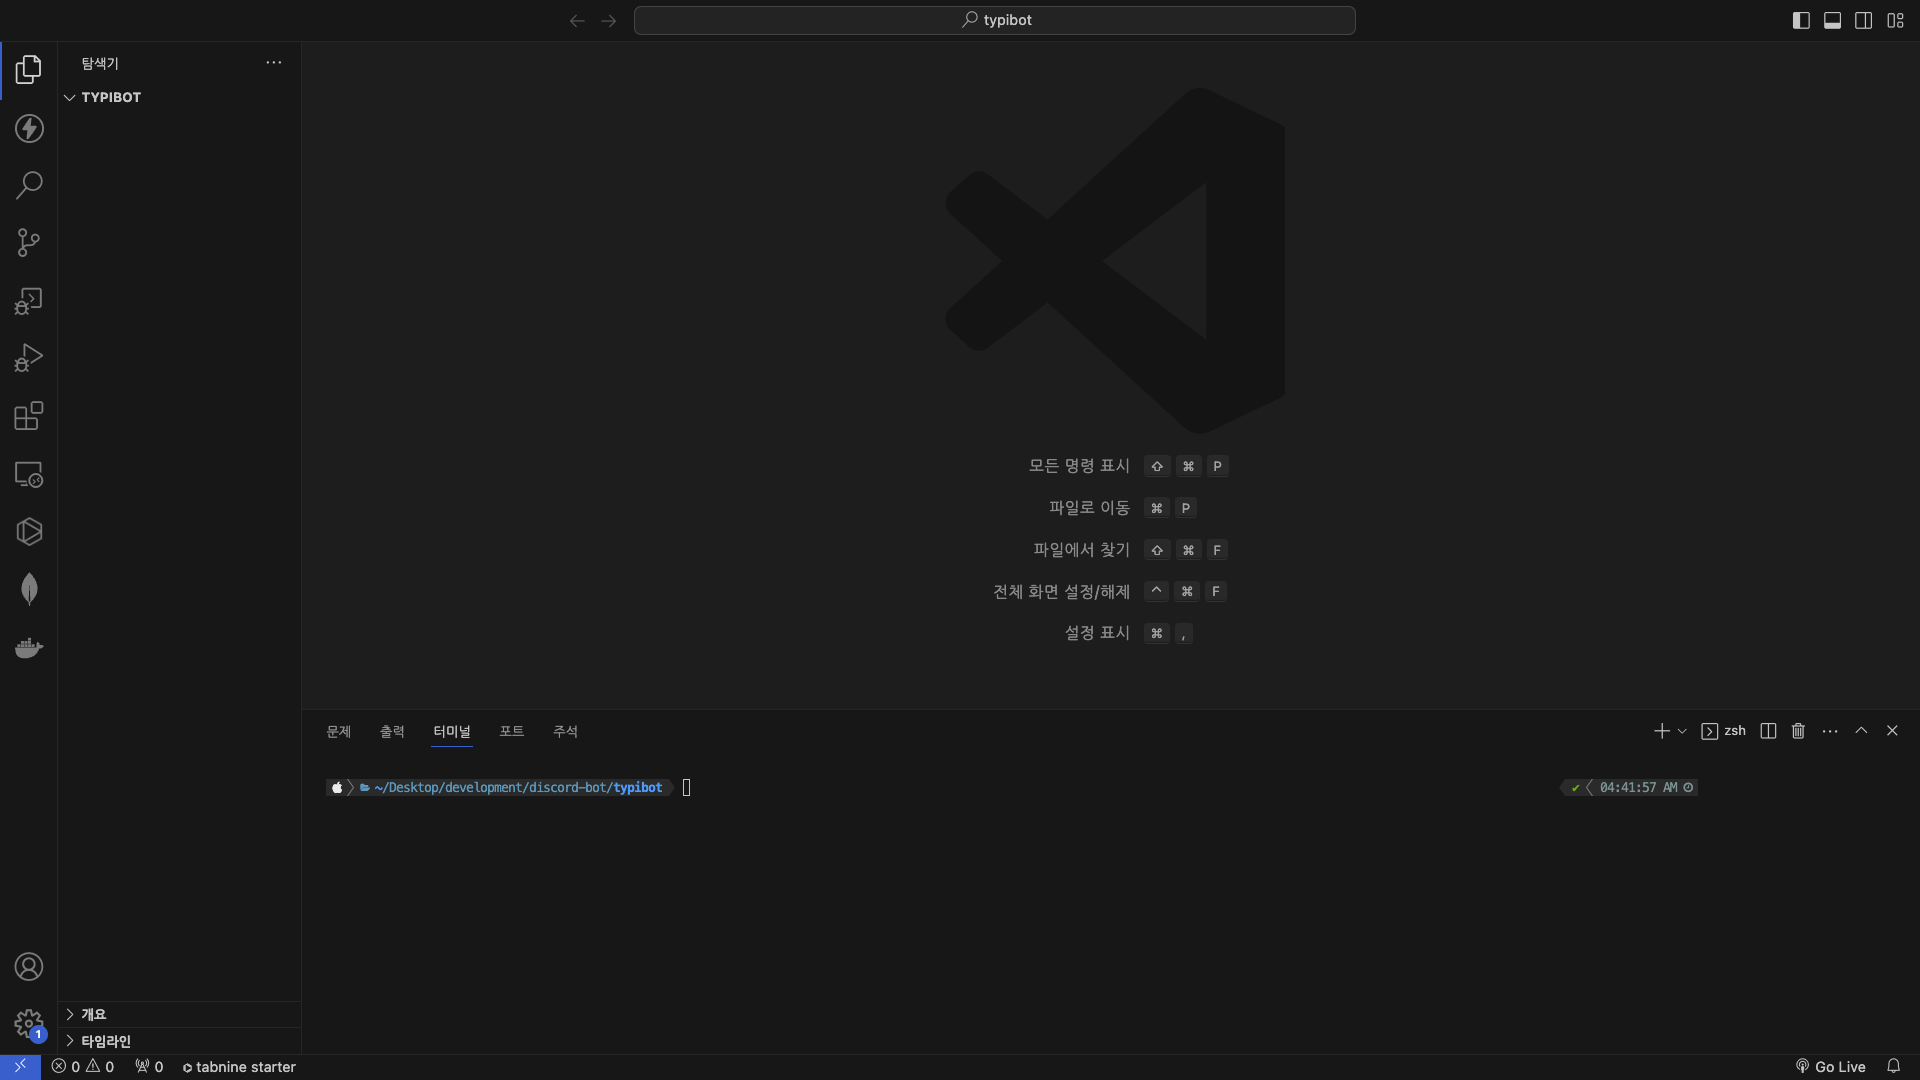 typibot
탐색기
TYPIBOT
모든 명령 표시 ⇧ ⌘ P
파일로 이동 ⌘ P
파일에서 찾기 ⇧ ⌘ F
전체 화면 설정/해제 ^ ⌘ F
설정 표시 ⌘ ,
문제 출력 터미널 포트 주석
zsh
~/Desktop/development/discord-bot/typibot
✔ 04:41:57 AM
개요
1
타임라인
0 0 0 tabnine starter
Go Live